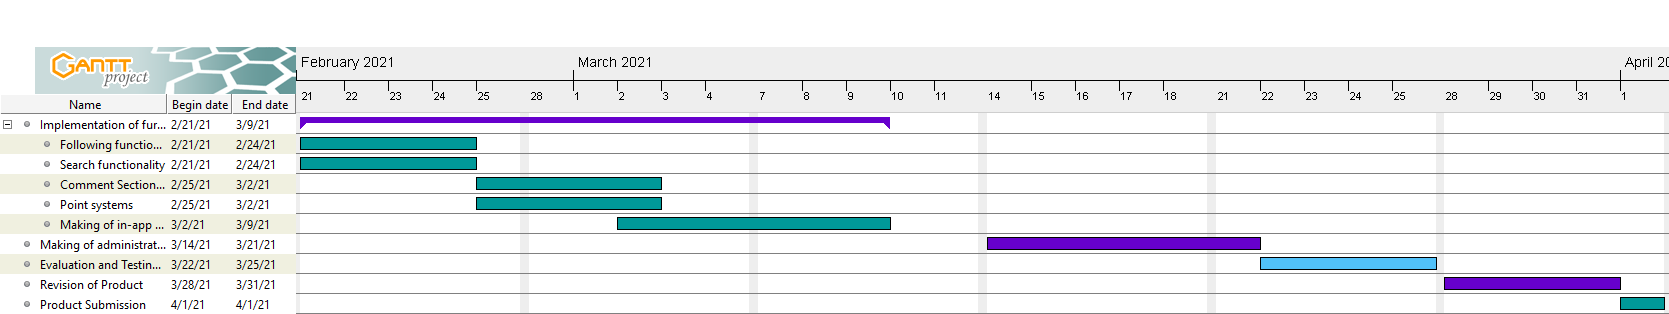 GANTT
project
February 2021 March 2021 April 20
21 22 23 24 25 28 1 2 3 4 7 8 9 10 11 14 15 16 17 18 21 22 23 24 25 28 29 30 31 1
Name Begin date End date
Implementation of fur... 2/21/21 3/9/21
Following functio... 2/21/21 2/24/21
Search functionality 2/21/21 2/24/21
Comment Section... 2/25/21 3/2/21
Point systems 2/25/21 3/2/21
Making of in-app ... 3/2/21 3/9/21
Making of administrat... 3/14/21 3/21/21
Evaluation and Testin... 3/22/21 3/25/21
Revision of Product 3/28/21 3/31/21
Product Submission 4/1/21 4/1/21